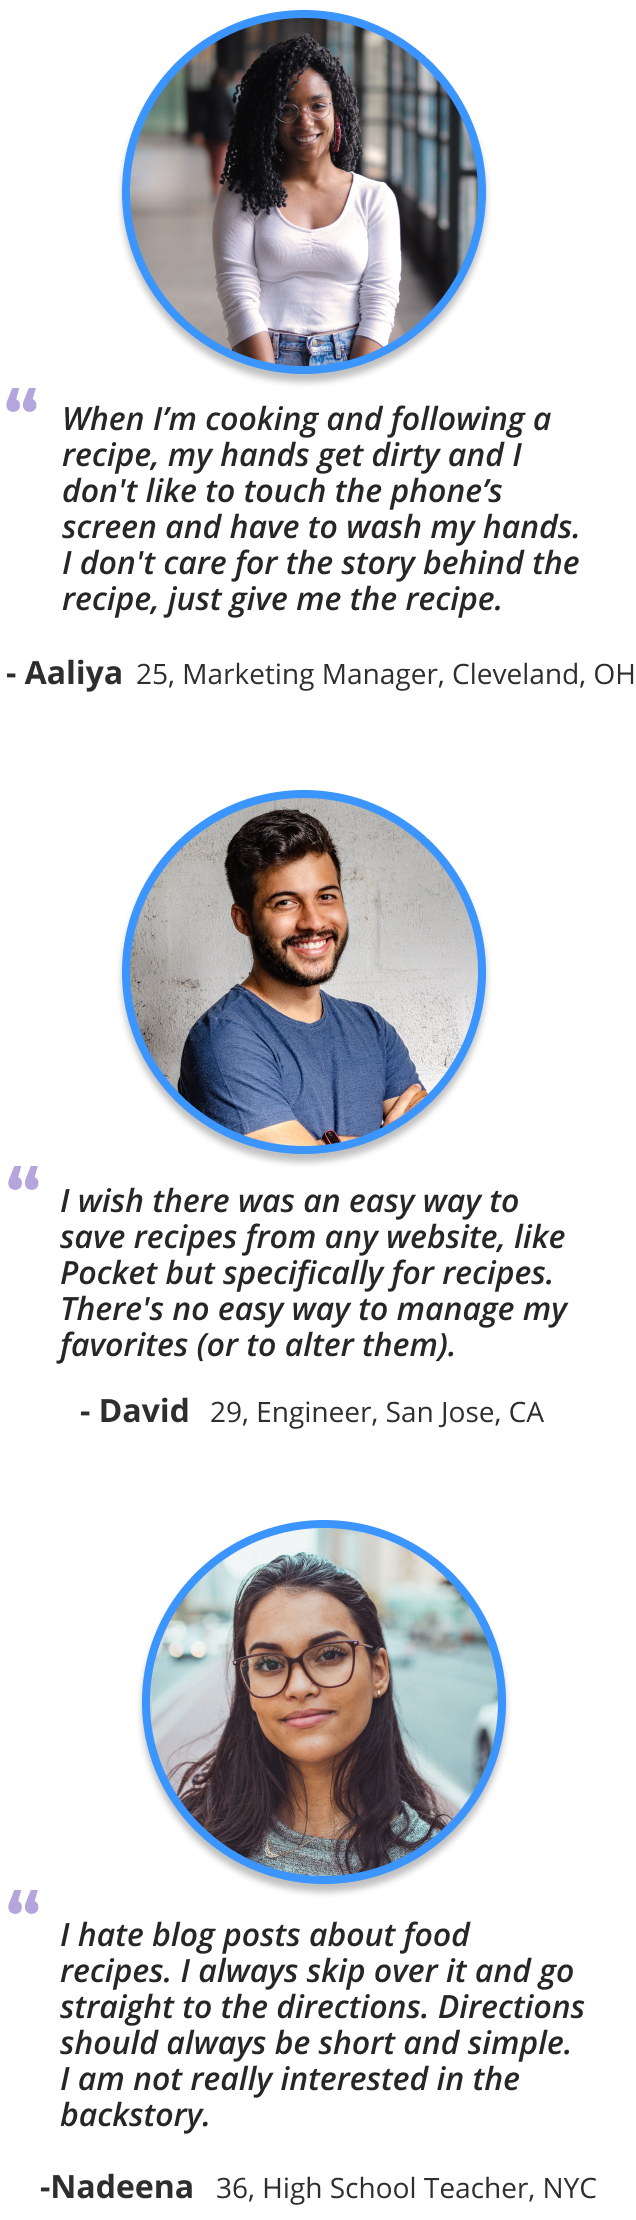 “
When I’m cooking and following a
recipe, my hands get dirty and I
don't like to touch the phone’s
screen and have to wash my hands.
I don't care for the story behind the
recipe, just give me the recipe.
- Aaliya 25, Marketing Manager, Cleveland, OH
“
I wish there was an easy way to
save recipes from any website, like
Pocket but specifically for recipes.
There's no easy way to manage my
favorites (or to alter them).
- David 29, Engineer, San Jose, CA
“
I hate blog posts about food
recipes. I always skip over it and go
straight to the directions. Directions
should always be short and simple.
I am not really interested in the
backstory.
-Nadeena 36, High School Teacher, NYC